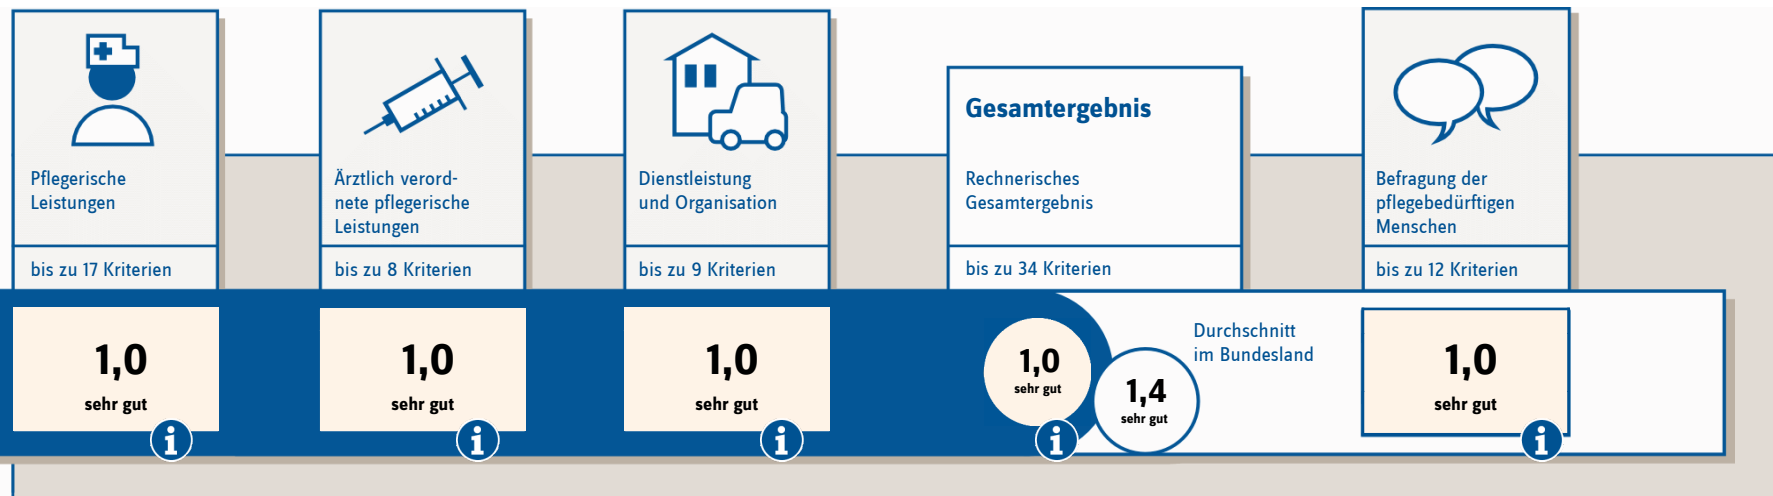 Pflegerische
Leistungen
bis zu 17 Kriterien
1,0
sehr gut
i
Ärztlich verord-
nete pflegerische
Leistungen
bis zu 8 Kriterien
1,0
sehr gut
i
Dienstleistung
und Organisation
bis zu 9 Kriterien
1,0
sehr gut
i
Gesamtergebnis
Rechnerisches
Gesamtergebnis
bis zu 34 Kriterien
1,0
sehr gut
i
1,4
sehr gut
Durchschnitt
im Bundesland
Befragung der
pflegebedürftigen
Menschen
bis zu 12 Kriterien
1,0
sehr gut
i